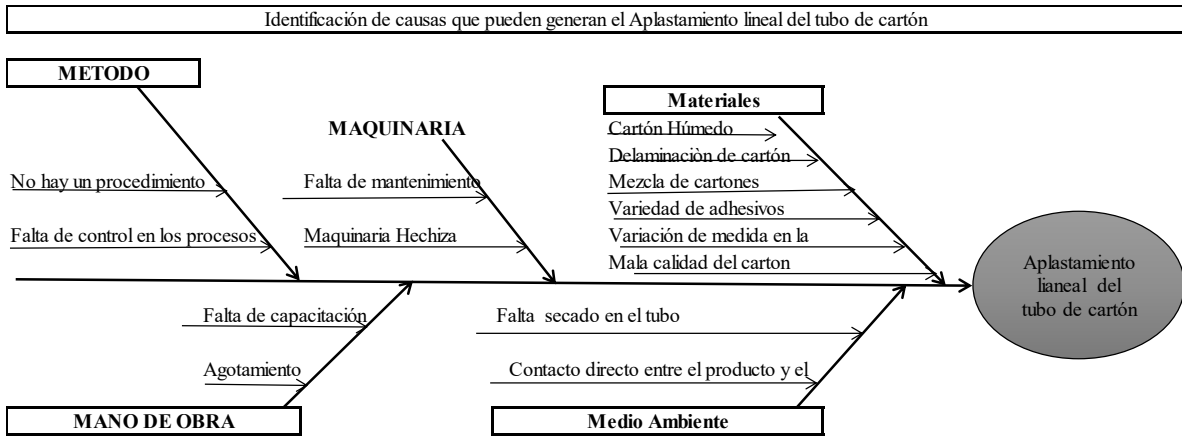 Identificación de causas que pueden generan el Aplastamiento lineal del tubo de cartón
METODO
No hay un procedimiento
Falta de control en los procesos
MAQUINARIA
Falta de mantenimiento
Maquinaria Hechiza
Materiales
Cartón Húmedo
Delaminaciòn de cartón
Mezcla de cartones
Variedad de adhesivos
Variación de medida en la
Mala calidad del carton
Aplastamiento
lianeal del
tubo de cartón
Falta de capacitación
Agotamiento
MANO DE OBRA
Falta secado en el tubo
Contacto directo entre el producto y el
Medio Ambiente